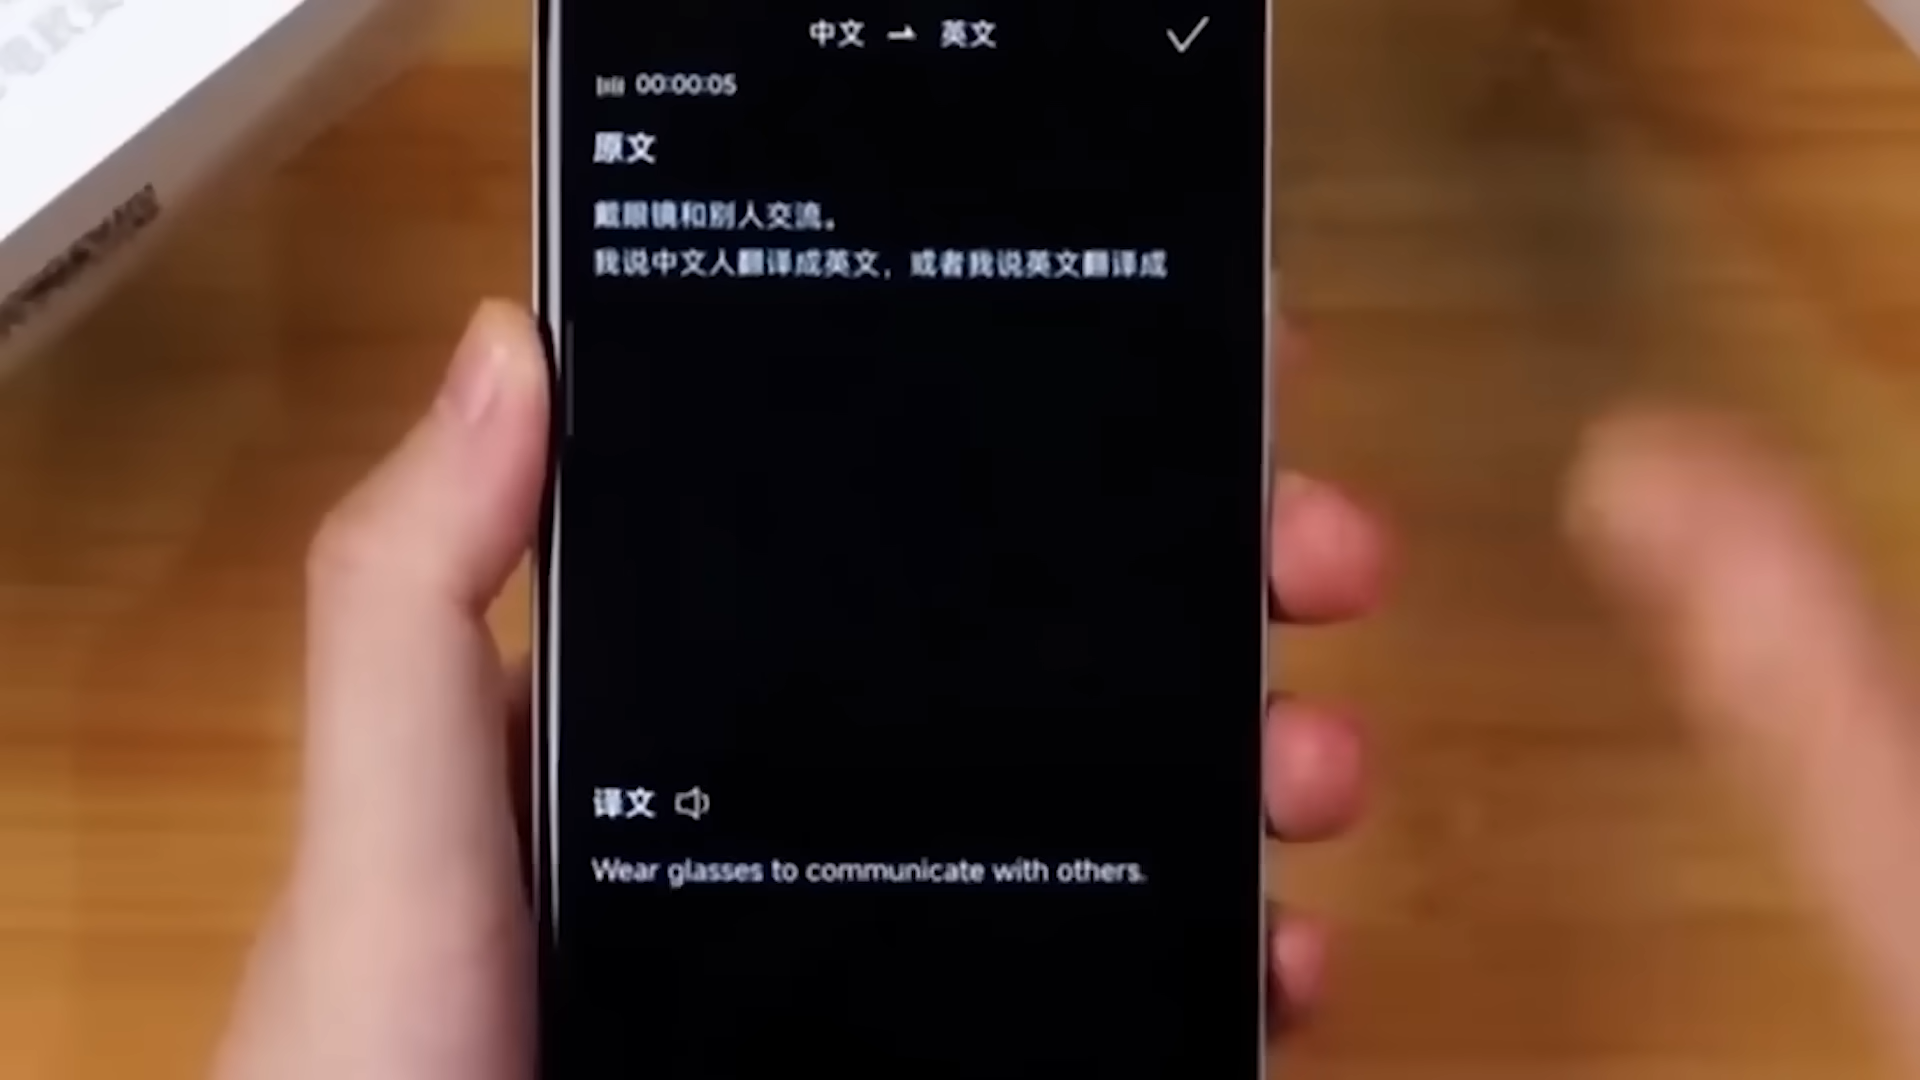 中文 → 英文
00:00:05
原文
戴眼镜和别人交流。
我说中文人翻译成英文，或者我说英文翻译成
译文
Wear glasses to communicate with others.